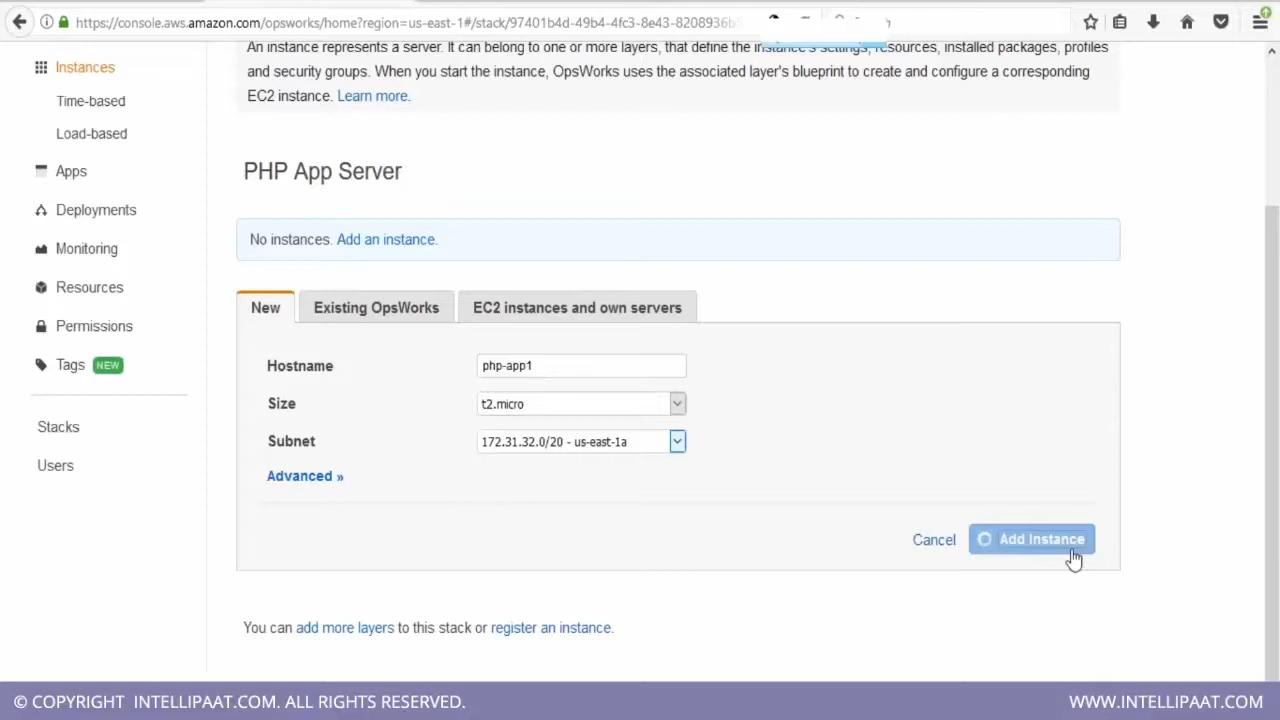 https://console.aws.amazon.com/opsworks/home?region=us-east-1#/stack/97401b4d-49b4-4fc3-8e43-8208936b5
An instance represents a server. It can belong to one or more layers, that define the instance's settings, resources, installed packages, profiles
and security groups. When you start the instance, OpsWorks uses the associated layer's blueprint to create and configure a corresponding
EC2 instance. Learn more.
Instances
Time-based
Load-based
Apps
Deployments
Monitoring
Resources
Permissions
Tags NEW
Stacks
Users
PHP App Server
No instances. Add an instance.
New Existing OpsWorks EC2 instances and own servers
Hostname php-app1
Size t2.micro
Subnet 172.31.32.0/20 - us-east-1a
Advanced »
Cancel Add Instance
You can add more layers to this stack or register an instance.
© COPYRIGHT INTELLIPAAT.COM. ALL RIGHTS RESERVED. WWW.INTELLIPAAT.COM